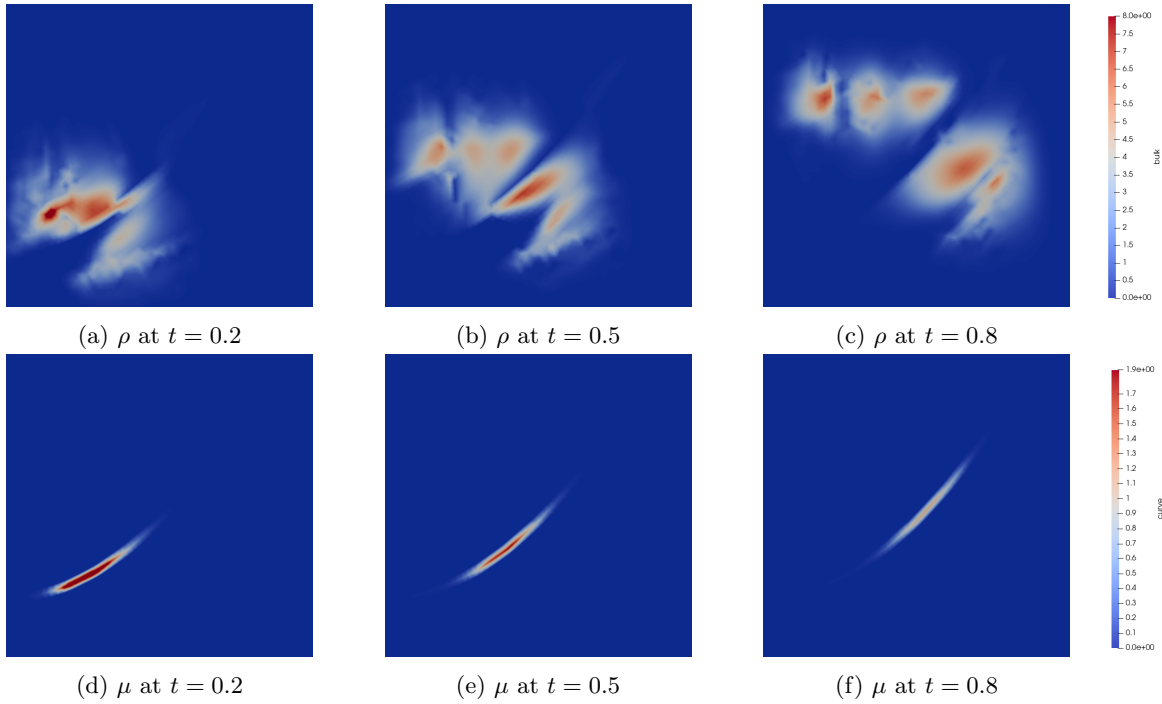 8.0e+00
7.5
7
6.5
6
5.5
5
4.5
4
3.5
3
2.5
2
1.5
1
0.5
0.0e+00
bulk
(a) ρ at t = 0.2
(b) ρ at t = 0.5
(c) ρ at t = 0.8
1.9e+00
1.7
1.6
1.5
1.4
1.3
1.2
1.1
1
0.9
0.8
0.7
0.6
0.5
0.4
0.3
0.2
0.1
0.0e+00
curve
(d) μ at t = 0.2
(e) μ at t = 0.5
(f) μ at t = 0.8